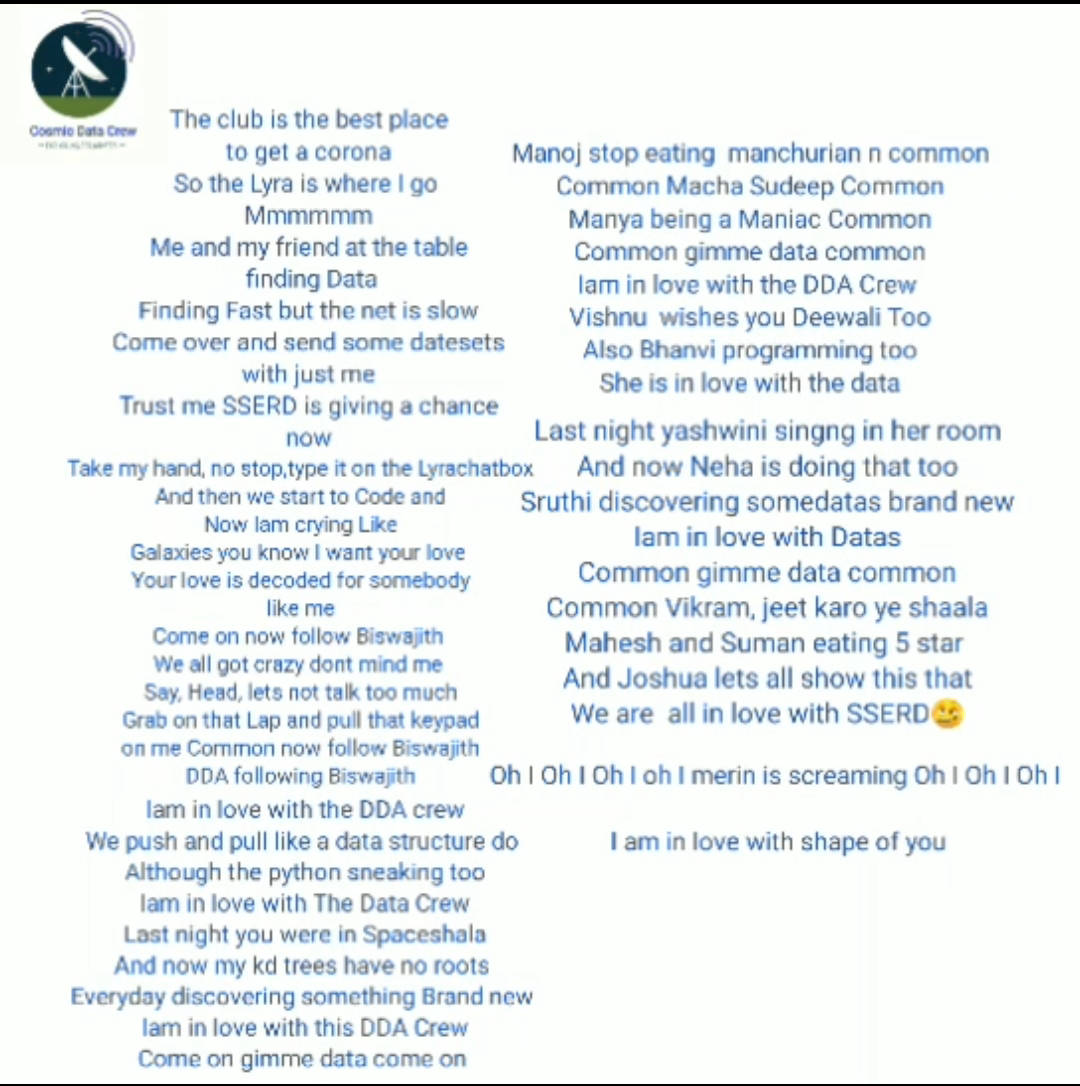 Cosmic Data Crew
The club is the best place
to get a corona
So the Lyra is where I go
Mmmmmm
Me and my friend at the table
finding Data
Finding Fast but the net is slow
Come over and send some datesets
with just me
Trust me SSERD is giving a chance
now
Take my hand, no stop,type it on the Lyrachatbox
And then we start to Code and
Now Iam crying Like
Galaxies you know I want your love
Your love is decoded for somebody
like me
Come on now follow Biswajith
We all got crazy dont mind me
Say, Head, lets not talk too much
Grab on that Lap and pull that keypad
on me Common now follow Biswajith
DDA following Biswajith
Iam in love with the DDA crew
We push and pull like a data structure do
Although the python sneaking too
Iam in love with The Data Crew
Last night you were in Spaceshala
And now my kd trees have no roots
Everyday discovering something Brand new
Iam in love with this DDA Crew
Come on gimme data come on
Manoj stop eating manchurian n common
Common Macha Sudeep Common
Manya being a Maniac Common
Common gimme data common
Iam in love with the DDA Crew
Vishnu wishes you Deewali Too
Also Bhanvi programming too
She is in love with the data
Last night yashwini singng in her room
And now Neha is doing that too
Sruthi discovering somedatas brand new
Iam in love with Datas
Common gimme data common
Common Vikram, jeet karo ye shaala
Mahesh and Suman eating 5 star
And Joshua lets all show this that
We are all in love with SSERD🥴
Oh I Oh I Oh I oh I merin is screaming Oh I Oh I Oh I
I am in love with shape of you